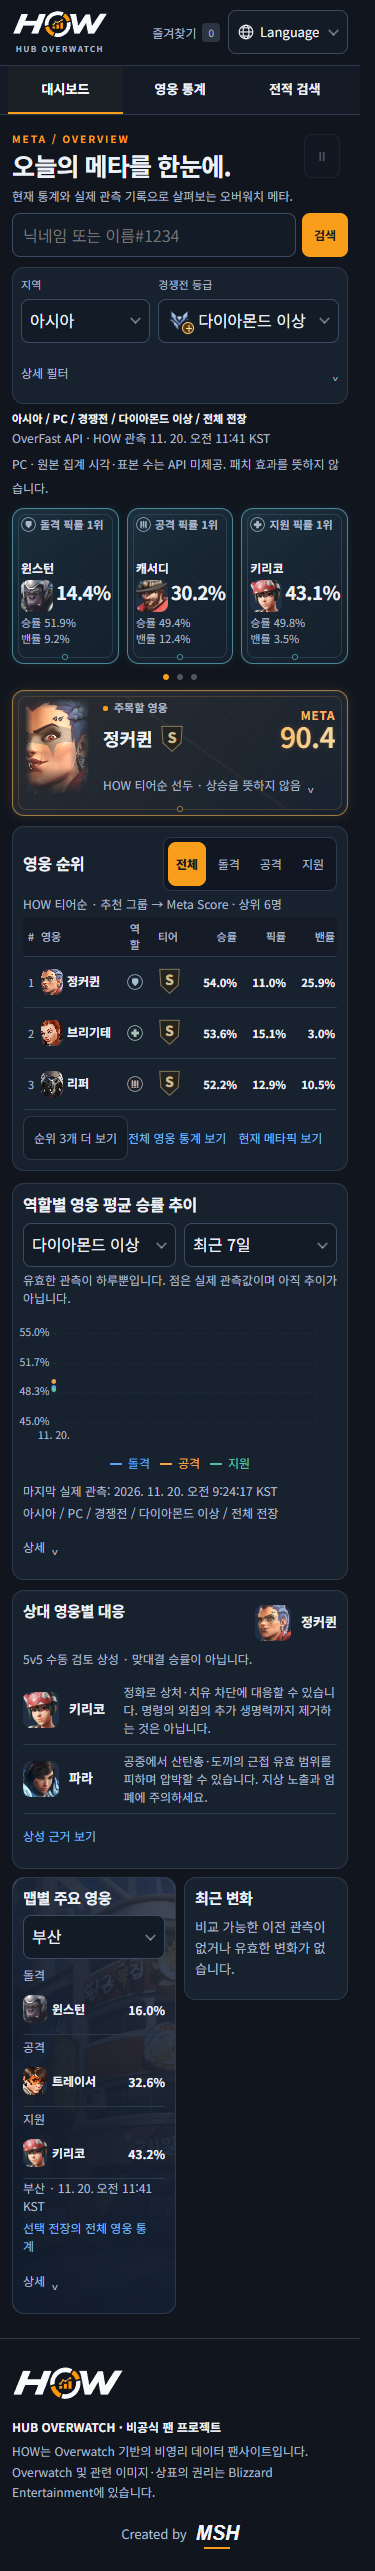 HOW
HUB OVERWATCH
즐겨찾기 0
Language
대시보드 영웅 통계 전적 검색
META / OVERVIEW
오늘의 메타를 한눈에.
현재 통계와 실제 관측 기록으로 살펴보는 오버워치 메타.
닉네임 또는 이름#1234 검색
지역 경쟁전 등급
아시아 다이아몬드 이상
상세 필터
아시아 / PC / 경쟁전 / 다이아몬드 이상 / 전체 전장
OverFast API · HOW 관측 11. 20. 오전 11:41 KST
PC · 원본 집계 시각·표본 수는 API 미제공. 패치 효과를 뜻하지 않
습니다.
돌격 픽률 1위 공격 픽률 1위 지원 픽률 1위
윈스턴 캐서디 키리코
14.4% 30.2% 43.1%
승률 51.9% 승률 49.4% 승률 49.8%
밴률 9.2% 밴률 12.4% 밴률 3.5%
주목할 영웅
META
정커퀸 S
90.4
HOW 티어순 선두 · 상승을 뜻하지 않음
영웅 순위 전체 돌격 공격 지원
HOW 티어순 · 추천 그룹 → Meta Score · 상위 6명
# 영웅 역할 티어 승률 픽률 밴률
1 정커퀸 S 54.0% 11.0% 25.9%
2 브리기테 S 53.6% 15.1% 3.0%
3 리퍼 S 52.2% 12.9% 10.5%
순위 3개 더 보기 전체 영웅 통계 보기 현재 메타픽 보기
역할별 영웅 평균 승률 추이
다이아몬드 이상 최근 7일
유효한 관측이 하루뿐입니다. 점은 실제 관측값이며 아직 추이가
아닙니다.
55.0%
51.7%
48.3%
45.0%
11. 20.
돌격 공격 지원
마지막 실제 관측: 2026. 11. 20. 오전 9:24:17 KST
아시아 / PC / 경쟁전 / 다이아몬드 이상 / 전체 전장
상세
상대 영웅별 대응 정커퀸
5v5 수동 검토 상성 · 맞대결 승률이 아닙니다.
키리코
정화로 상처·치유 차단에 대응할 수 있습니
다. 명령의 외침의 추가 생명력까지 제거하
는 것은 아닙니다.
파라
공중에서 산탄총·도끼의 근접 유효 범위를
피하며 압박할 수 있습니다. 지상 노출과 엄
폐에 주의하세요.
상성 근거 보기
맵별 주요 영웅
부산
돌격
윈스턴 16.0%
공격
트레이서 32.6%
지원
키리코 43.2%
부산 · 11. 20. 오전 11:41
KST
선택 전장의 전체 영웅 통
계
상세
최근 변화
비교 가능한 이전 관측이
없거나 유효한 변화가 없
습니다.
HOW
HUB OVERWATCH · 비공식 팬 프로젝트
HOW는 Overwatch 기반의 비영리 데이터 팬사이트입니다.
Overwatch 및 관련 이미지·상표의 권리는 Blizzard
Entertainment에 있습니다.
Created by MSH